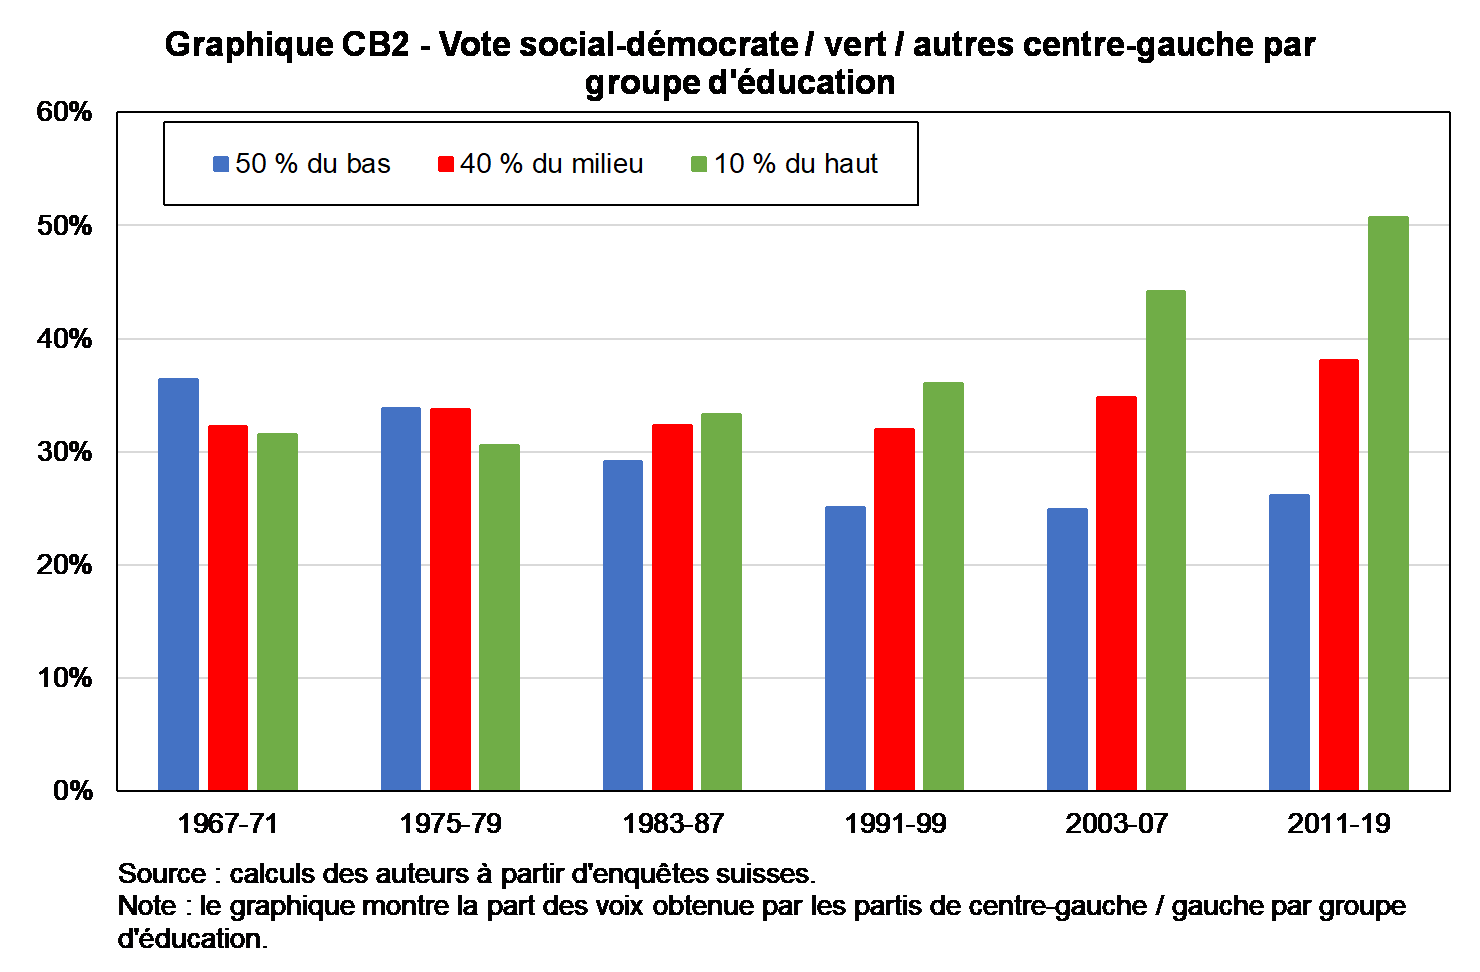 Graphique CB2 - Vote social-démocrate / vert / autres centre-gauche par
groupe d'éducation
60%
50 % du bas
40 % du milieu
10 % du haut
50%
40%
30%
20%
10%
0%
1967-71
1975-79
1983-87
1991-99
2003-07
2011-19
Source : calculs des auteurs à partir d'enquêtes suisses.
Note : le graphique montre la part des voix obtenue par les partis de centre-gauche / gauche par groupe
d'éducation.